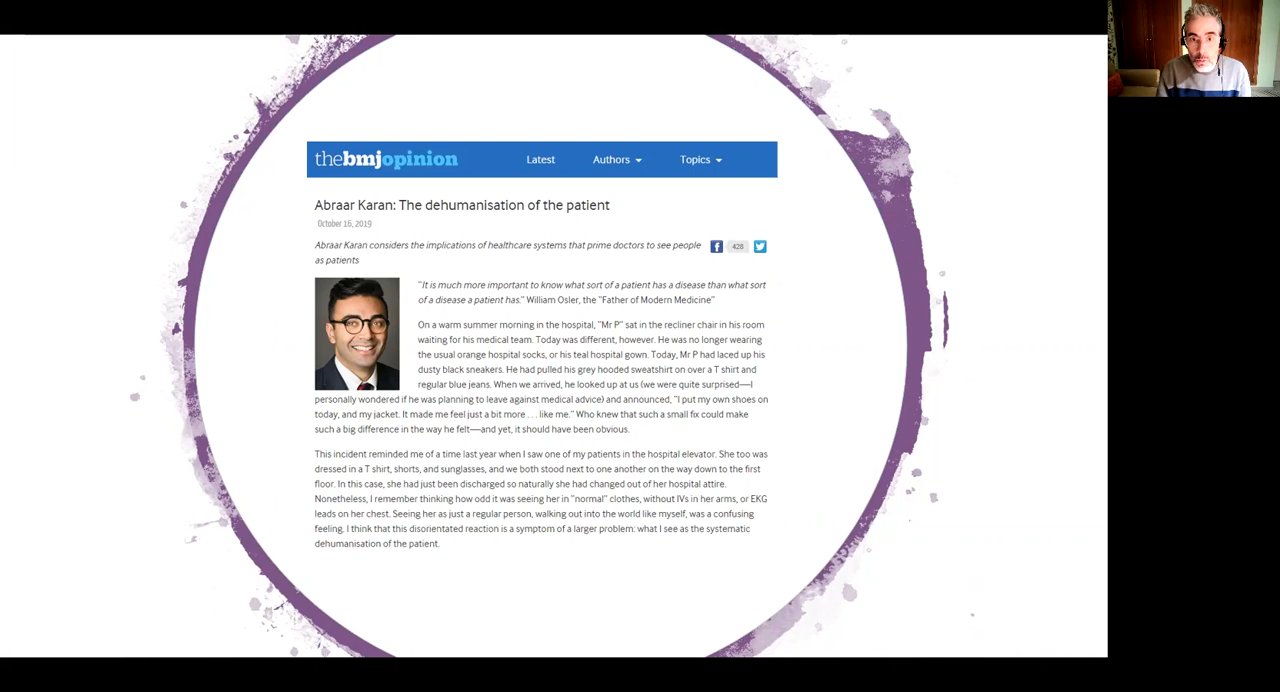 thebmjopinion Latest Authors Topics
Abraar Karan: The dehumanisation of the patient
October 16, 2019
Abraar Karan considers the implications of healthcare systems that prime doctors to see people
as patients
428
"It is much more important to know what sort of a patient has a disease than what sort
of a disease a patient has." William Osler, the "Father of Modern Medicine"
On a warm summer morning in the hospital, "Mr P" sat in the recliner chair in his room
waiting for his medical team. Today was different, however. He was no longer wearing
the usual orange hospital socks, or his teal hospital gown. Today, Mr P had laced up his
dusty black sneakers. He had pulled his grey hooded sweatshirt on over a T shirt and
regular blue jeans. When we arrived, he looked up at us (we were quite surprised—I
personally wondered if he was planning to leave against medical advice) and announced, "I put my own shoes on
today, and my jacket. It made me feel just a bit more . . . like me." Who knew that such a small fix could make
such a big difference in the way he felt—and yet, it should have been obvious.
This incident reminded me of a time last year when I saw one of my patients in the hospital elevator. She too was
dressed in a T shirt, shorts, and sunglasses, and we both stood next to one another on the way down to the first
floor. In this case, she had just been discharged so naturally she had changed out of her hospital attire.
Nonetheless, I remember thinking how odd it was seeing her in "normal" clothes, without IVs in her arms, or EKG
leads on her chest. Seeing her as just a regular person, walking out into the world like myself, was a confusing
feeling. I think that this disorientated reaction is a symptom of a larger problem: what I see as the systematic
dehumanisation of the patient.